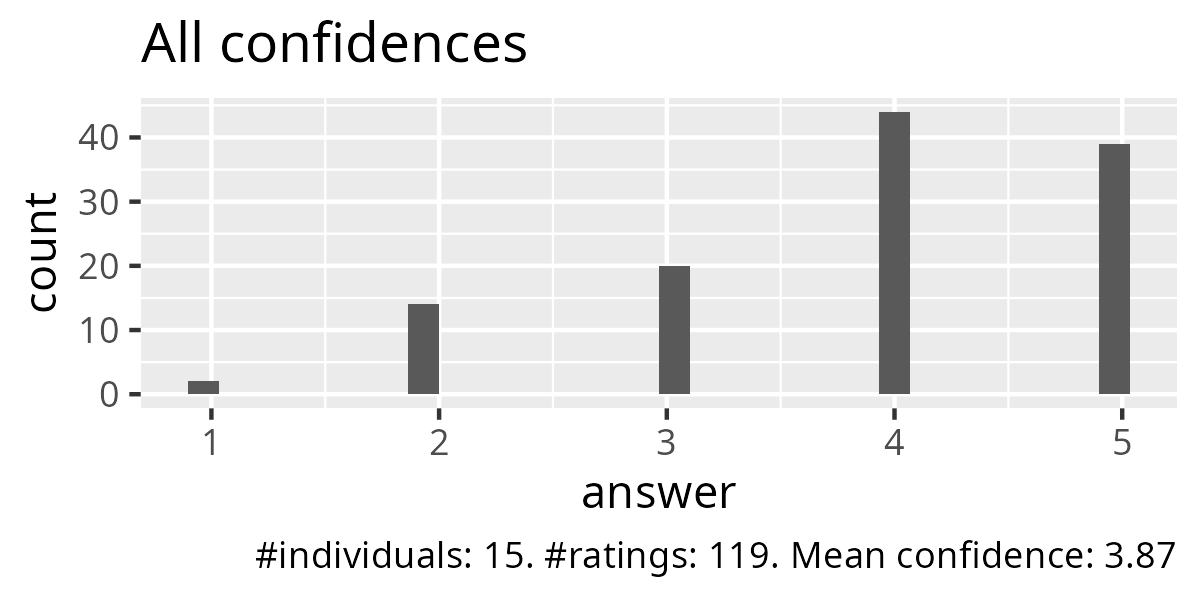 All confidences
count
40
30
20
10
0
1 2 3 4 5
answer
#individuals: 15. #ratings: 119. Mean confidence: 3.87